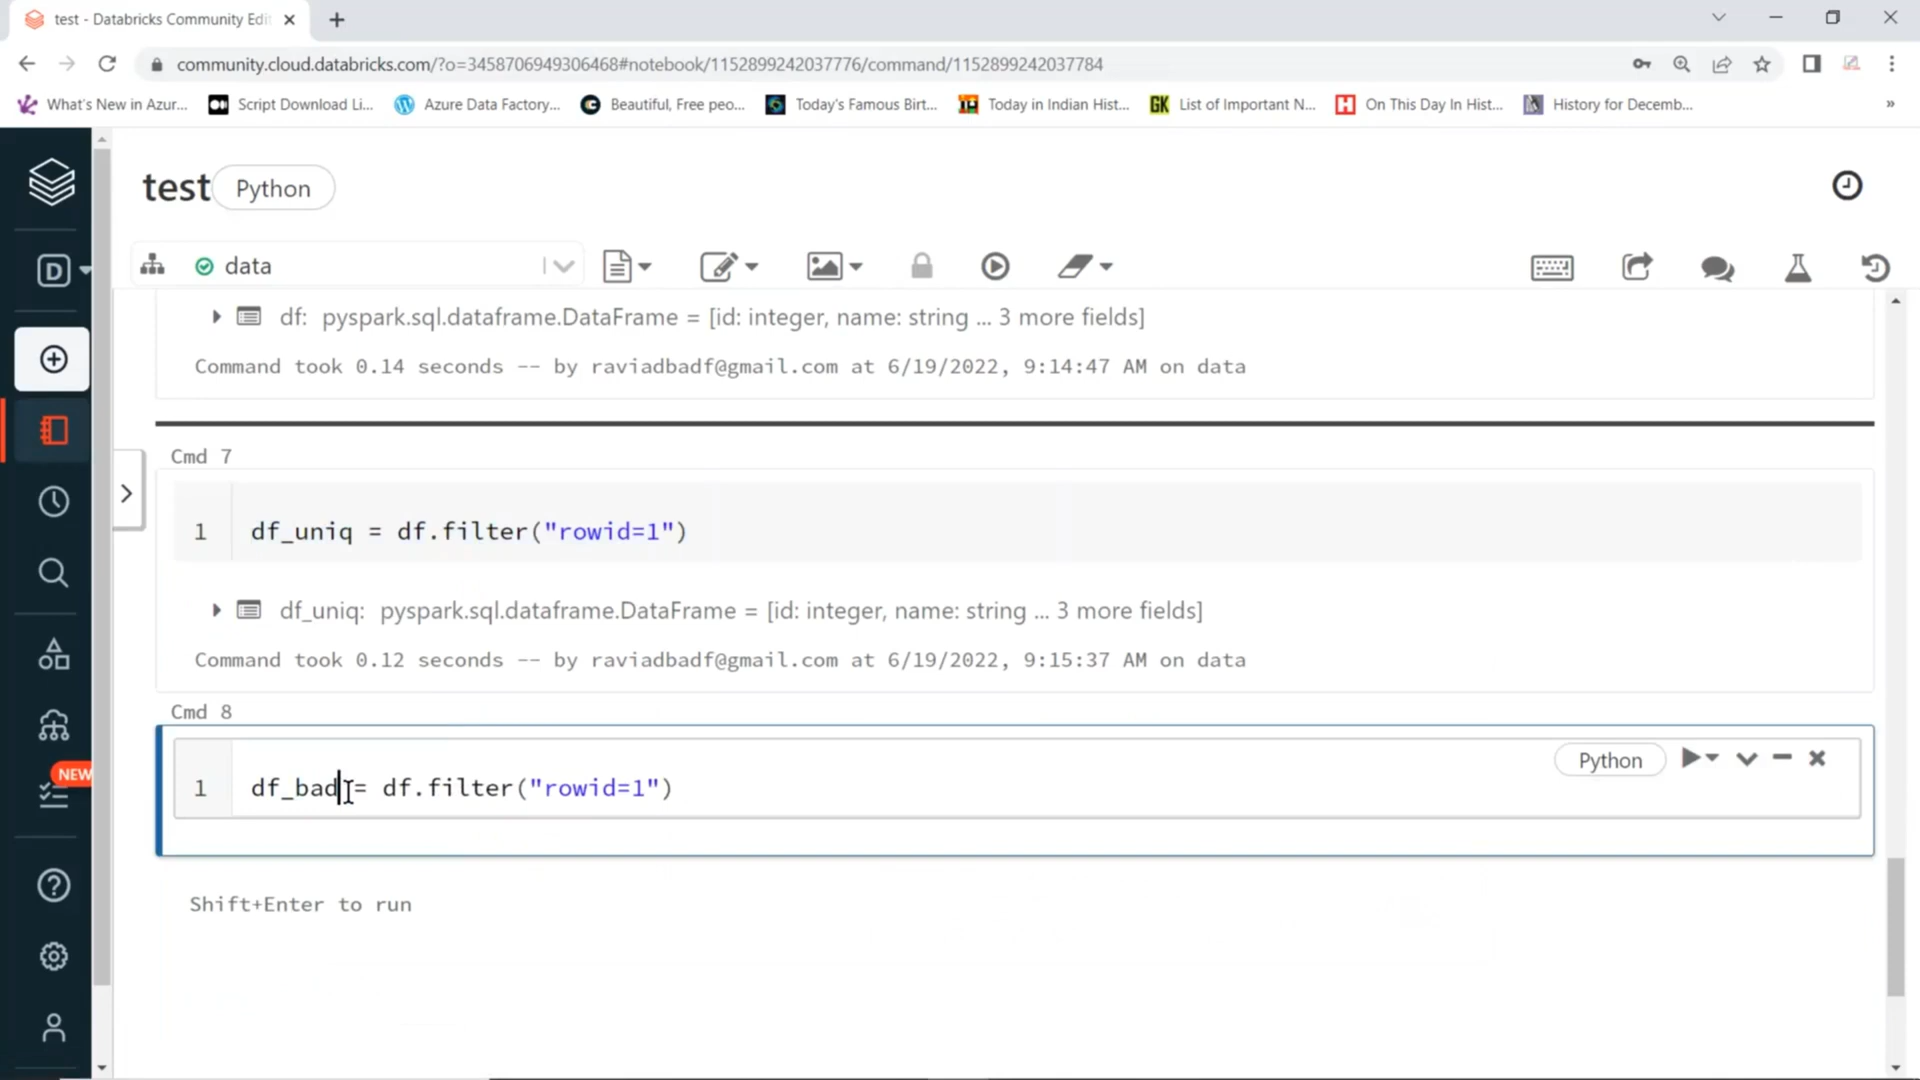 test - Databricks Community Edit
community.cloud.databricks.com/?o=3458706949306468#notebook/1152899242037776/command/1152899242037784
What's New in Azur...
Script Download Li...
Azure Data Factory...
Beautiful, Free peo...
Today's Famous Birt...
Today in Indian Hist...
GK
List of Important N...
On This Day In Hist...
History for Decemb...
test
Python
D
data
df: pyspark.sql.dataframe.DataFrame = [id: integer, name: string ... 3 more fields]
Command took 0.14 seconds -- by raviadbadf@gmail.com at 6/19/2022, 9:14:47 AM on data
Cmd 7
1 df_uniq = df.filter("rowid=1")
df_uniq: pyspark.sql.dataframe.DataFrame = [id: integer, name: string ... 3 more fields]
Command took 0.12 seconds -- by raviadbadf@gmail.com at 6/19/2022, 9:15:37 AM on data
Cmd 8
Python
1 df_bad = df.filter("rowid=1")
NEW
Shift+Enter to run